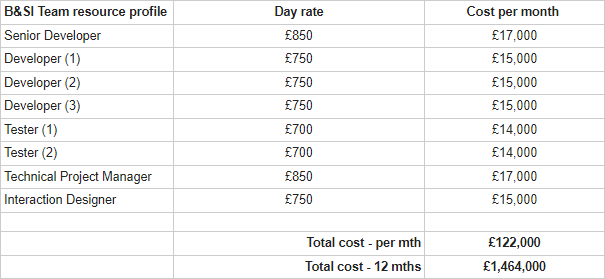 B&SI Team resource profile Day rate Cost per month
Senior Developer £850 £17,000
Developer (1) £750 £15,000
Developer (2) £750 £15,000
Developer (3) £750 £15,000
Tester (1) £700 £14,000
Tester (2) £700 £14,000
Technical Project Manager £850 £17,000
Interaction Designer £750 £15,000
Total cost - per mth £122,000
Total cost - 12 mths £1,464,000